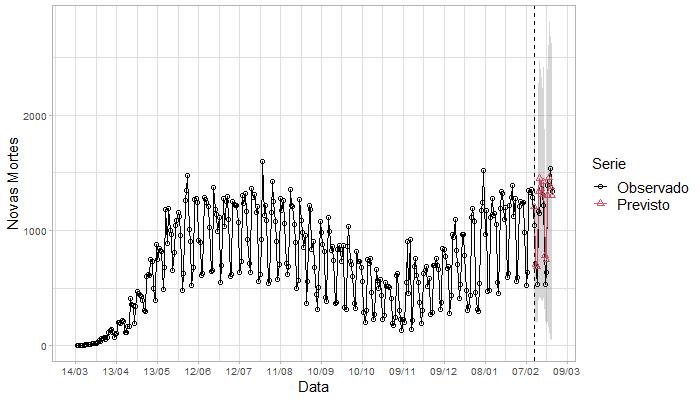 Novas Mortes
2000
1000
0
14/03 13/04 13/05 12/06 12/07 11/08 10/09 10/10 09/11 09/12 08/01 07/02 09/03
Data
Serie
Observado
Previsto